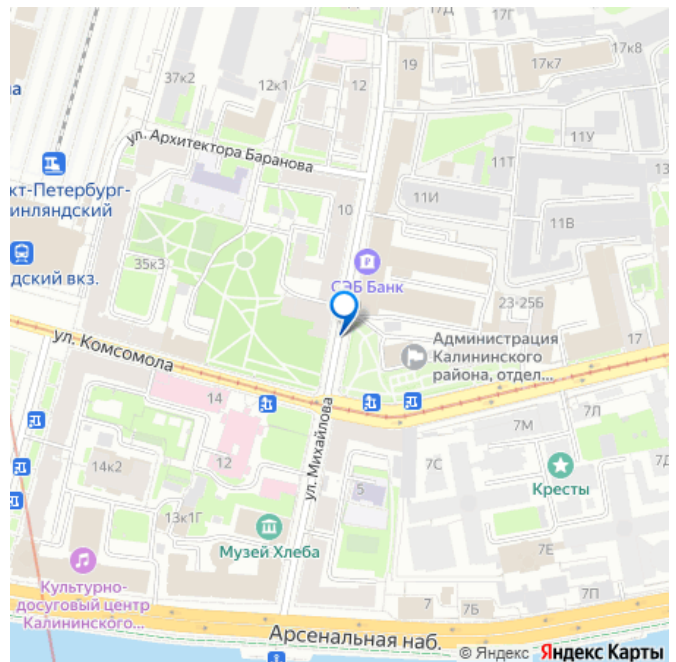 17Д
17Г
17к8
17к7
19
37к2
12к1
12
а
ул. Архитектора Баранова
11У
11Т
13
кт-Петербург-
инляндский
10
11И
11В
дский вкз.
35к3
СЭБ Банк
23-25б
Администрация
Калининского
района, отдел...
17
ул. Комсомола
14
ул. Михайлова
7Л
7М
14к2
12
7С
7Д
5
Кресты
13к1Г
Музей Хлеба
7Е
Культурно-
досуговый центр
Калининского...
7
7Б
7П
Арсенальная наб.
© Яндекс Яндекс Карты